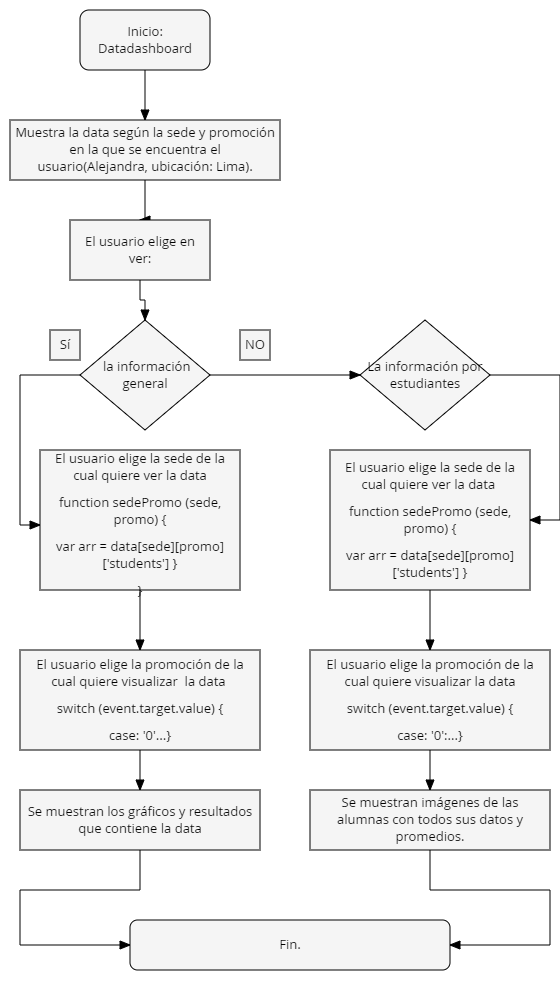 Inicio:
Datadashboard
Muestra la data según la sede y promoción
en la que se encuentra el
usuario(Alejandra, ubicación: Lima).
El usuario elige en
ver:
Sí
la información
general
NO
La información por
estudiantes
El usuario elige la sede de la
cual quiere ver la data
function sedePromo (sede,
promo) {
var arr = data[sede][promo]
['students'] }
}
El usuario elige la sede de la
cual quiere ver la data
function sedePromo (sede,
promo) {
var arr = data[sede][promo]
['students'] }
El usuario elige la promoción de la
cual quiere visualizar  la data
switch (event.target.value) {
case: '0'...}
El usuario elige la promoción de la
cual quiere visualizar la data
switch (event.target.value) {
case: '0':...}
Se muestran los gráficos y resultados
que contiene la data
Se muestran imágenes de las
alumnas con todos sus datos y
promedios.
Fin.